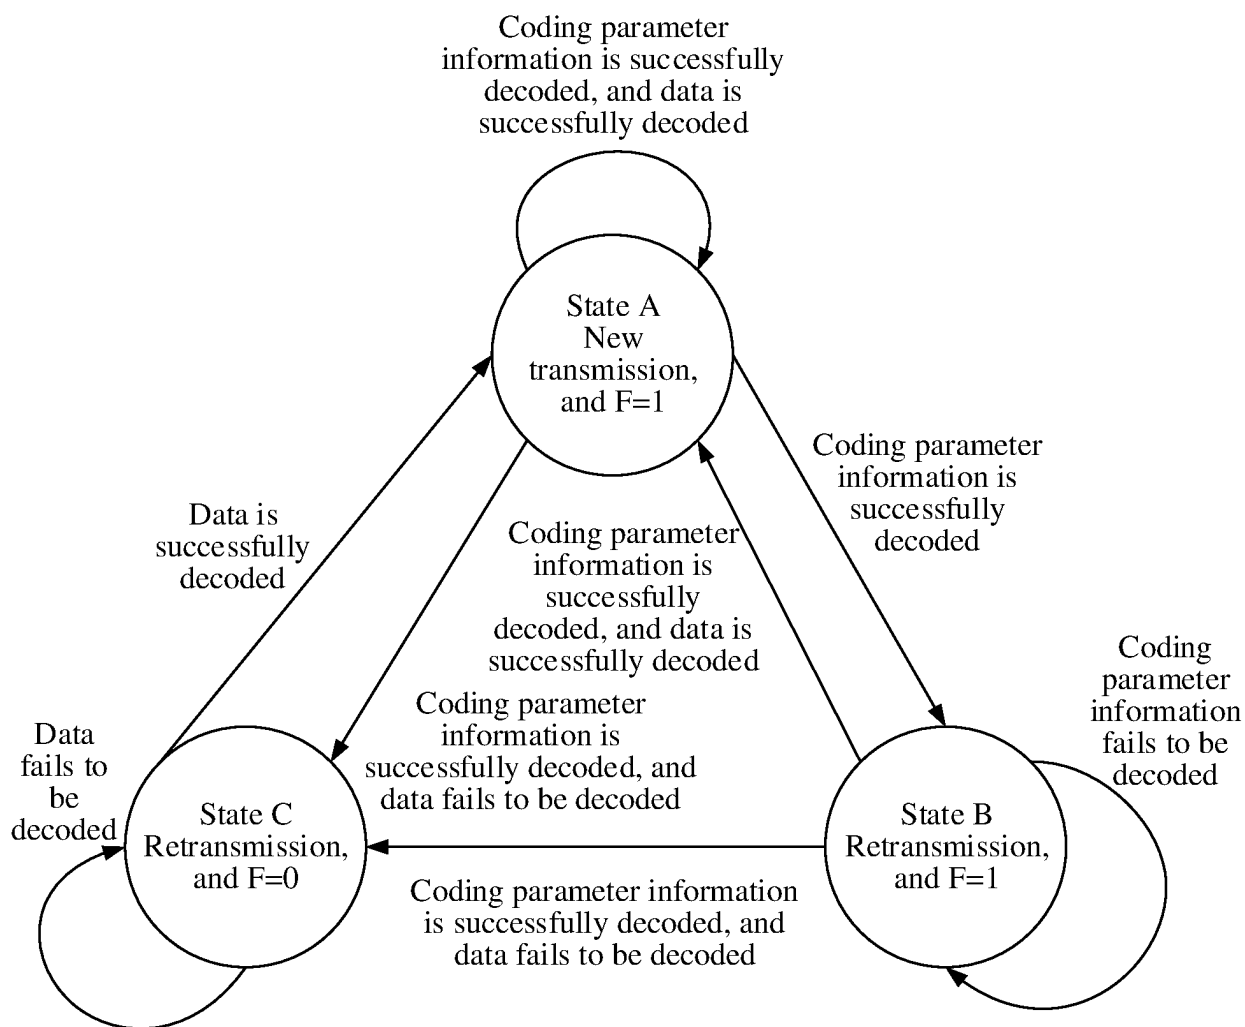 Coding parameter
information is successfully
decoded, and data is
successfully decoded
State A
New
transmission,
and F=1
Coding parameter
information is
successfully
decoded
Data is
successfully
decoded
Coding parameter
information is
successfully
decoded, and data is
successfully decoded
Coding
parameter
information
fails to be
decoded
Coding parameter
information is
successfully decoded, and
data fails to be decoded
Data
fails to
be
decoded
State C
Retransmission,
and F=0
State B
Retransmission,
and F=1
Coding parameter information
is successfully decoded, and
data fails to be decoded